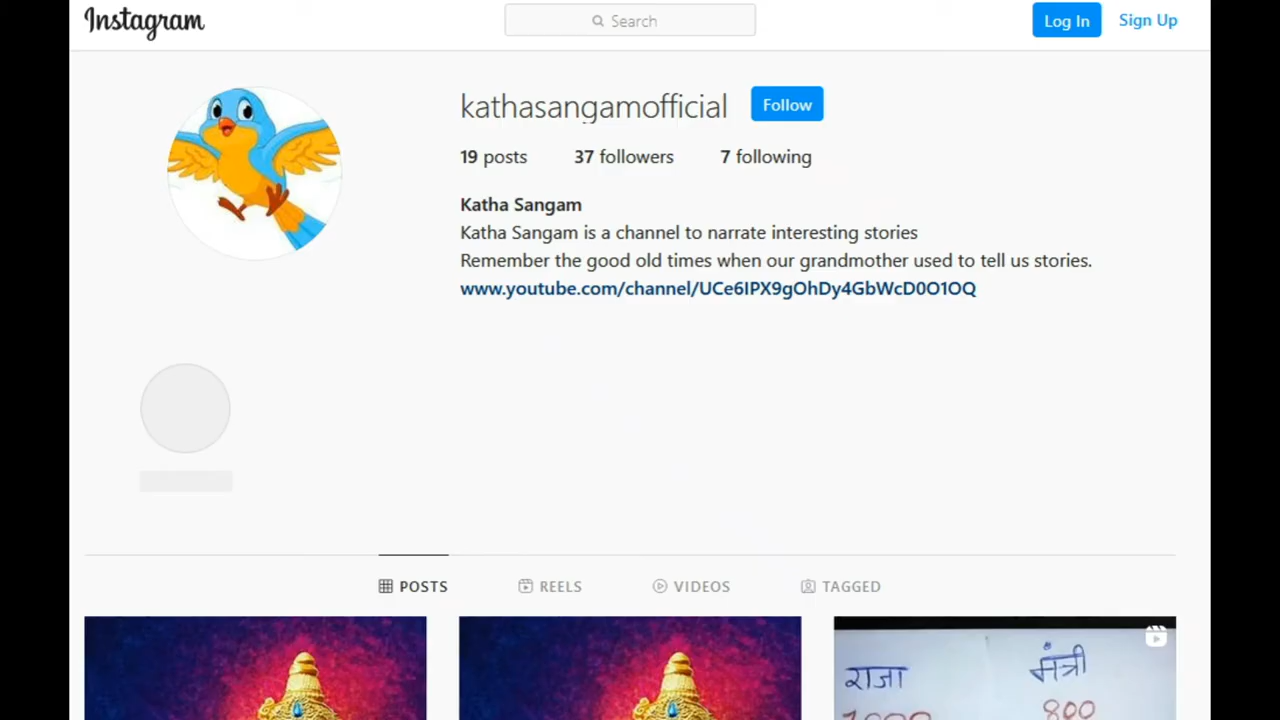 Instagram
Search
Log In
Sign Up
kathasangamofficial
Follow
19 posts
37 followers
7 following
Katha Sangam
Katha Sangam is a channel to narrate interesting stories
Remember the good old times when our grandmother used to tell us stories.
www.youtube.com/channel/UCe6IPX9gOhDy4GbWcD0O1OQ
POSTS
REELS
VIDEOS
TAGGED
राजा
मंत्री
800